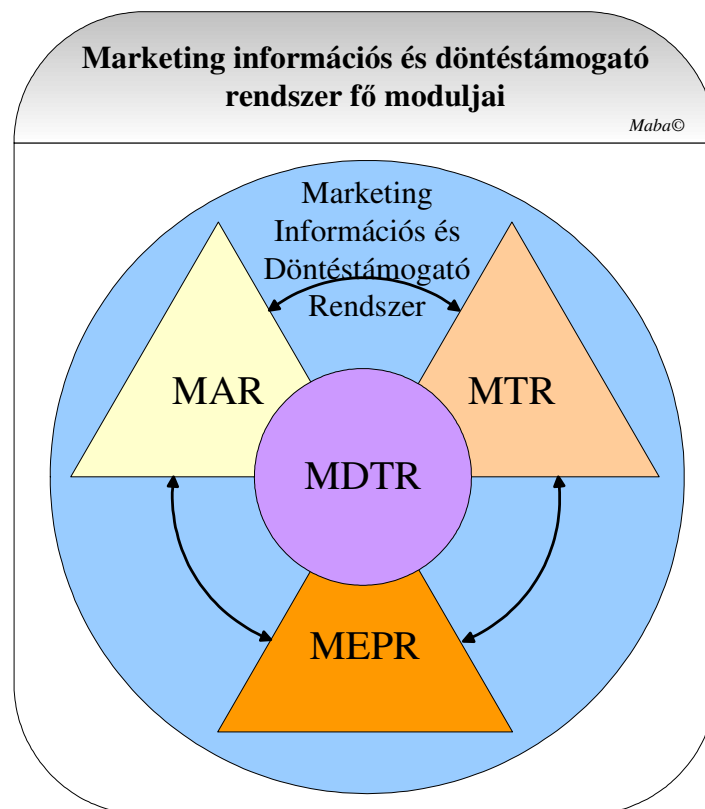 Marketing információs és döntéstámogató
rendszer fő moduljai
Maba©
Marketing
Információs és
Döntéstámogató
Rendszer
MAR
MTR
MDTR
MEPR